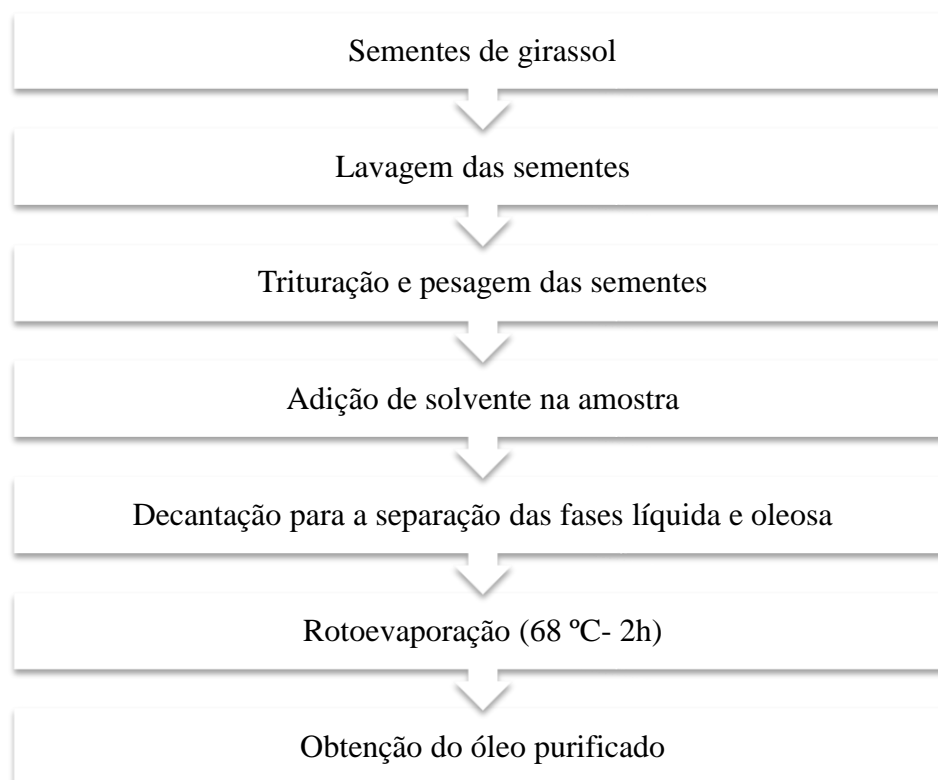 Sementes de girassol
Lavagem das sementes
Trituração e pesagem das sementes
Adição de solvente na amostra
Decantação para a separação das fases líquida e oleosa
Rotoevaporação (68 ºC- 2h)
Obtenção do óleo purificado